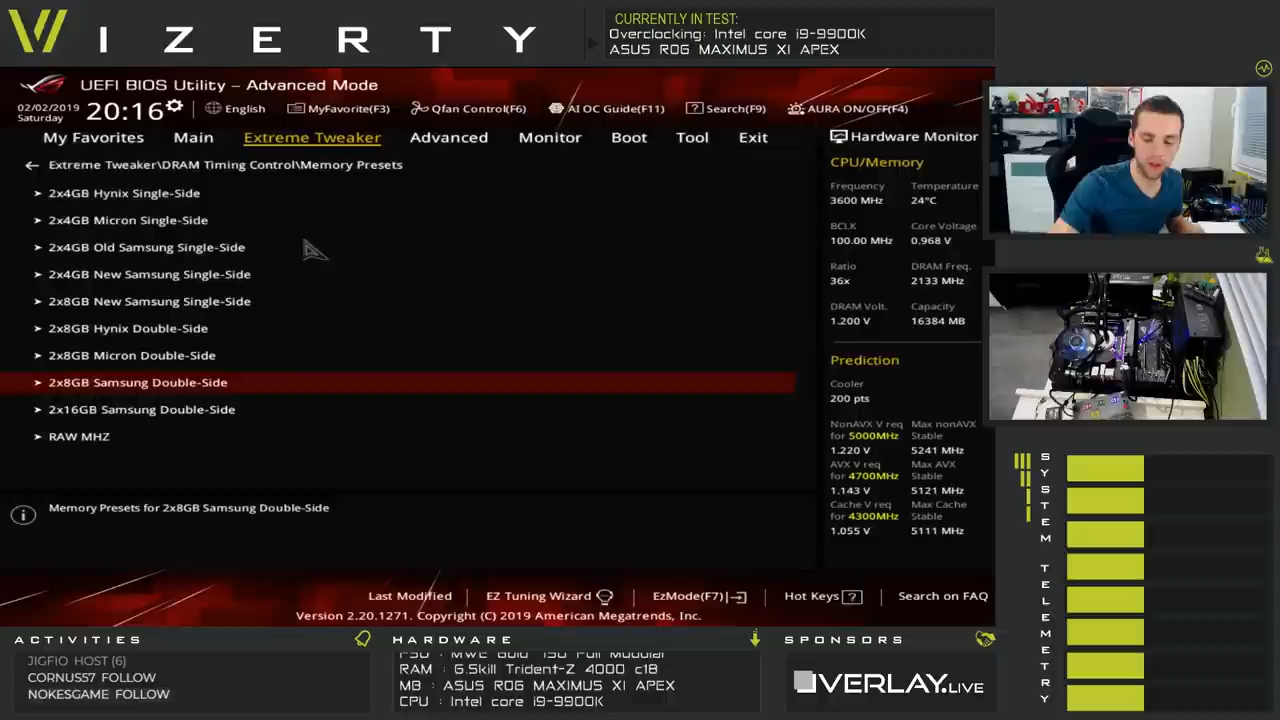 WIZERTY
CURRENTLY IN TEST:
Overclocking: Intel core i9-9900K
ASUS ROG MAXIMUS XI APEX
UEFI BIOS Utility – Advanced Mode
02/02/2019
Saturday
20:16
English
MyFavorite(F3)
Qfan Control(F6)
AI OC Guide(F11)
Search(F9)
AURA ON/OFF(F4)
My Favorites
Main
Extreme Tweaker
Advanced
Monitor
Boot
Tool
Exit
Extreme Tweaker\DRAM Timing Control\Memory Presets
2x4GB Hynix Single-Side
2x4GB Micron Single-Side
2x4GB Old Samsung Single-Side
2x4GB New Samsung Single-Side
2x8GB New Samsung Single-Side
2x8GB Hynix Double-Side
2x8GB Micron Double-Side
2x8GB Samsung Double-Side
2x16GB Samsung Double-Side
RAW MHZ
Memory Presets for 2x8GB Samsung Double-Side
Hardware Monitor
CPU/Memory
Frequency Temperature
3600 MHz 24°C
BCLK Core Voltage
100.00 MHz 0.968 V
Ratio DRAM Freq.
36x 2133 MHz
DRAM Volt. Capacity
1.200 V 16384 MB
Prediction
Cooler
200 pts
NonAVX V req Max nonAVX
for 5000MHz Stable
1.220 V 5241 MHz
AVX V req Max AVX
for 4700MHz Stable
1.143 V 5121 MHz
Cache V req Max Cache
for 4300MHz Stable
1.055 V 5111 MHz
Last Modified
EZ Tuning Wizard
EzMode(F7)
Hot Keys ?
Search on FAQ
Version 2.20.1271. Copyright (C) 2019 American Megatrends, Inc.
SYSTEM TELEMETRY
ACTIVITIES
JIGFIO HOST (6)
CORNUS57 FOLLOW
NOKESGAME FOLLOW
HARDWARE
RAM : G.Skill Trident-Z 4000 c18
MB : ASUS ROG MAXIMUS XI APEX
CPU : Intel core i9-9900K
SPONSORS
OVERLAY.LIVE